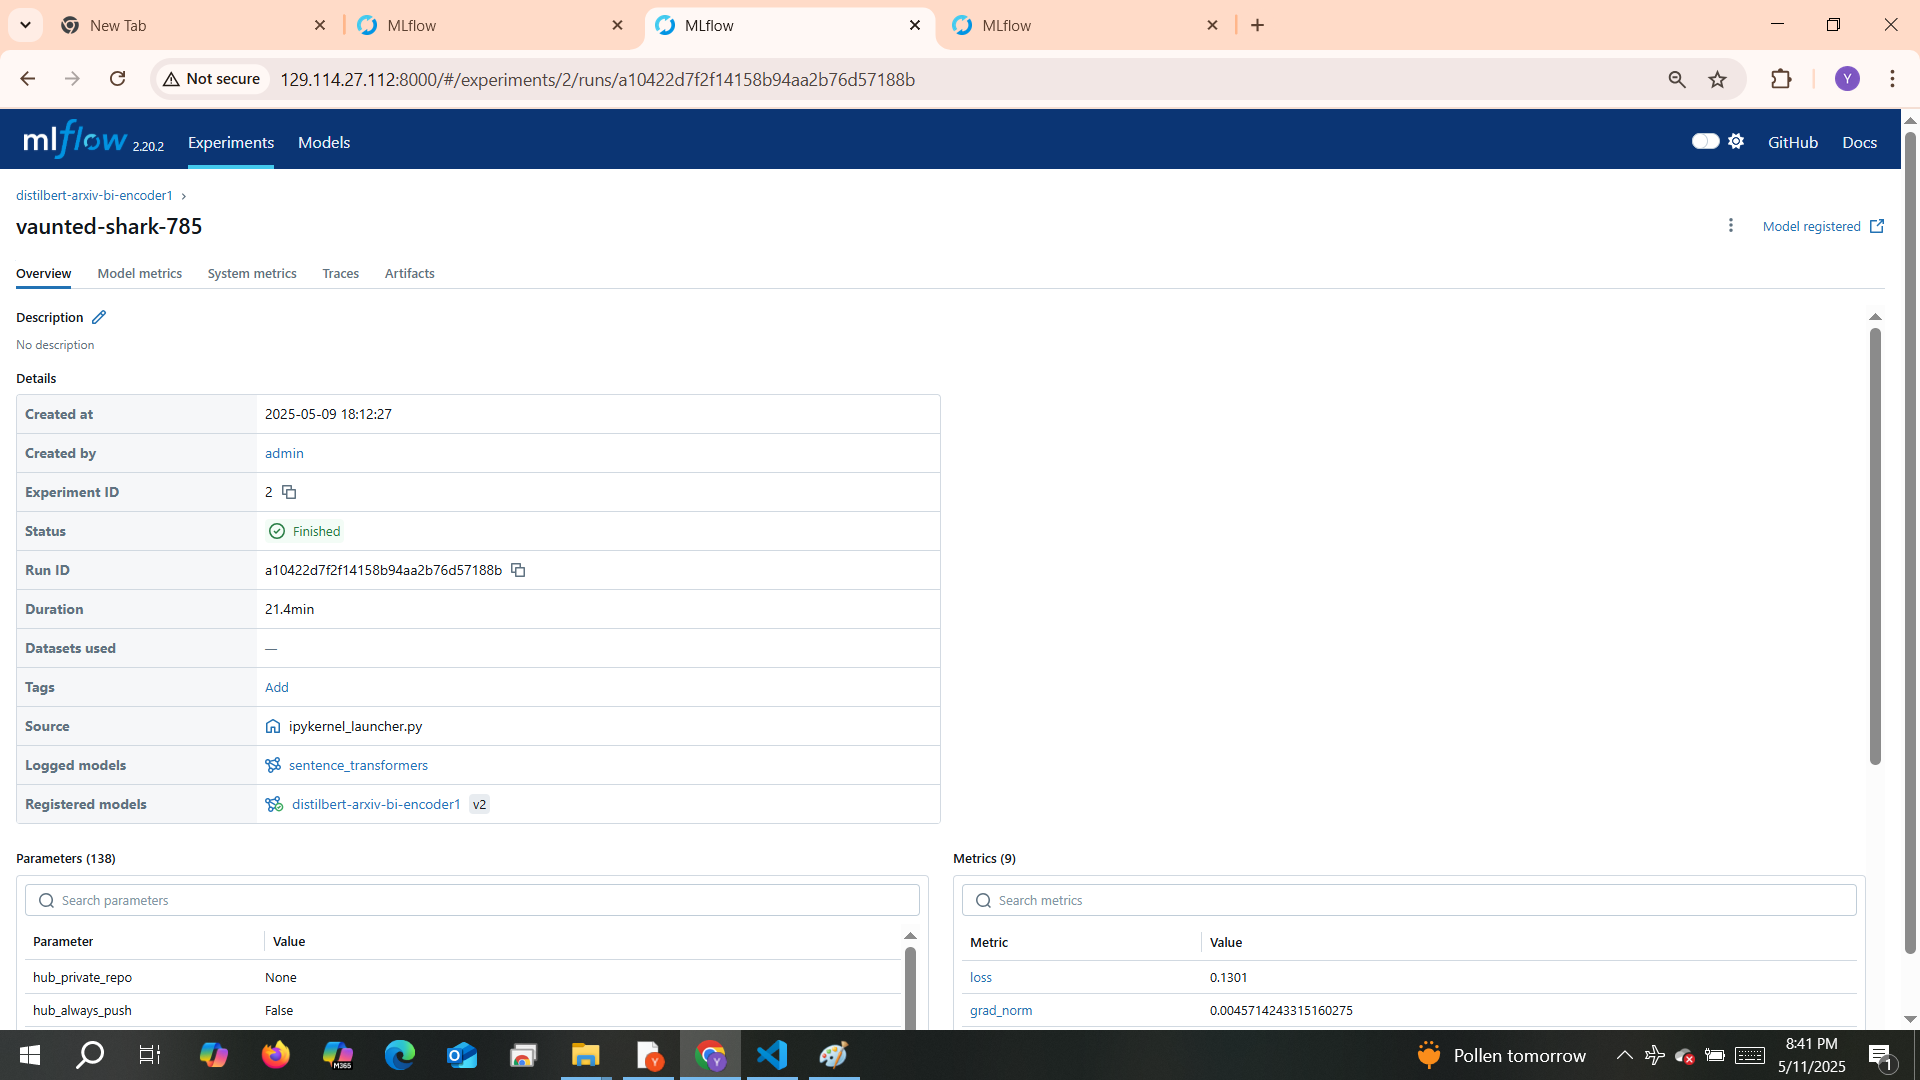 New Tab
MLflow
MLflow
MLflow
Not secure
129.114.27.112:8000/#/experiments/2/runs/a10422d7f2f14158b94aa2b76d57188b
Y
mlflow 2.20.2
Experiments
Models
GitHub
Docs
distilbert-arxiv-bi-encoder1 ›
vaunted-shark-785
Model registered
Overview
Model metrics
System metrics
Traces
Artifacts
Description
No description
Details
Created at 2025-05-09 18:12:27
Created by admin
Experiment ID 2
Status Finished
Run ID a10422d7f2f14158b94aa2b76d57188b
Duration 21.4min
Datasets used —
Tags Add
Source ipykernel_launcher.py
Logged models sentence_transformers
Registered models distilbert-arxiv-bi-encoder1 v2
Parameters (138)
Search parameters
Parameter Value
hub_private_repo None
hub_always_push False
Metrics (9)
Search metrics
Metric Value
loss 0.1301
grad_norm 0.0045714243315160275
M365
Y
Y
Pollen tomorrow
8:41 PM
5/11/2025
1